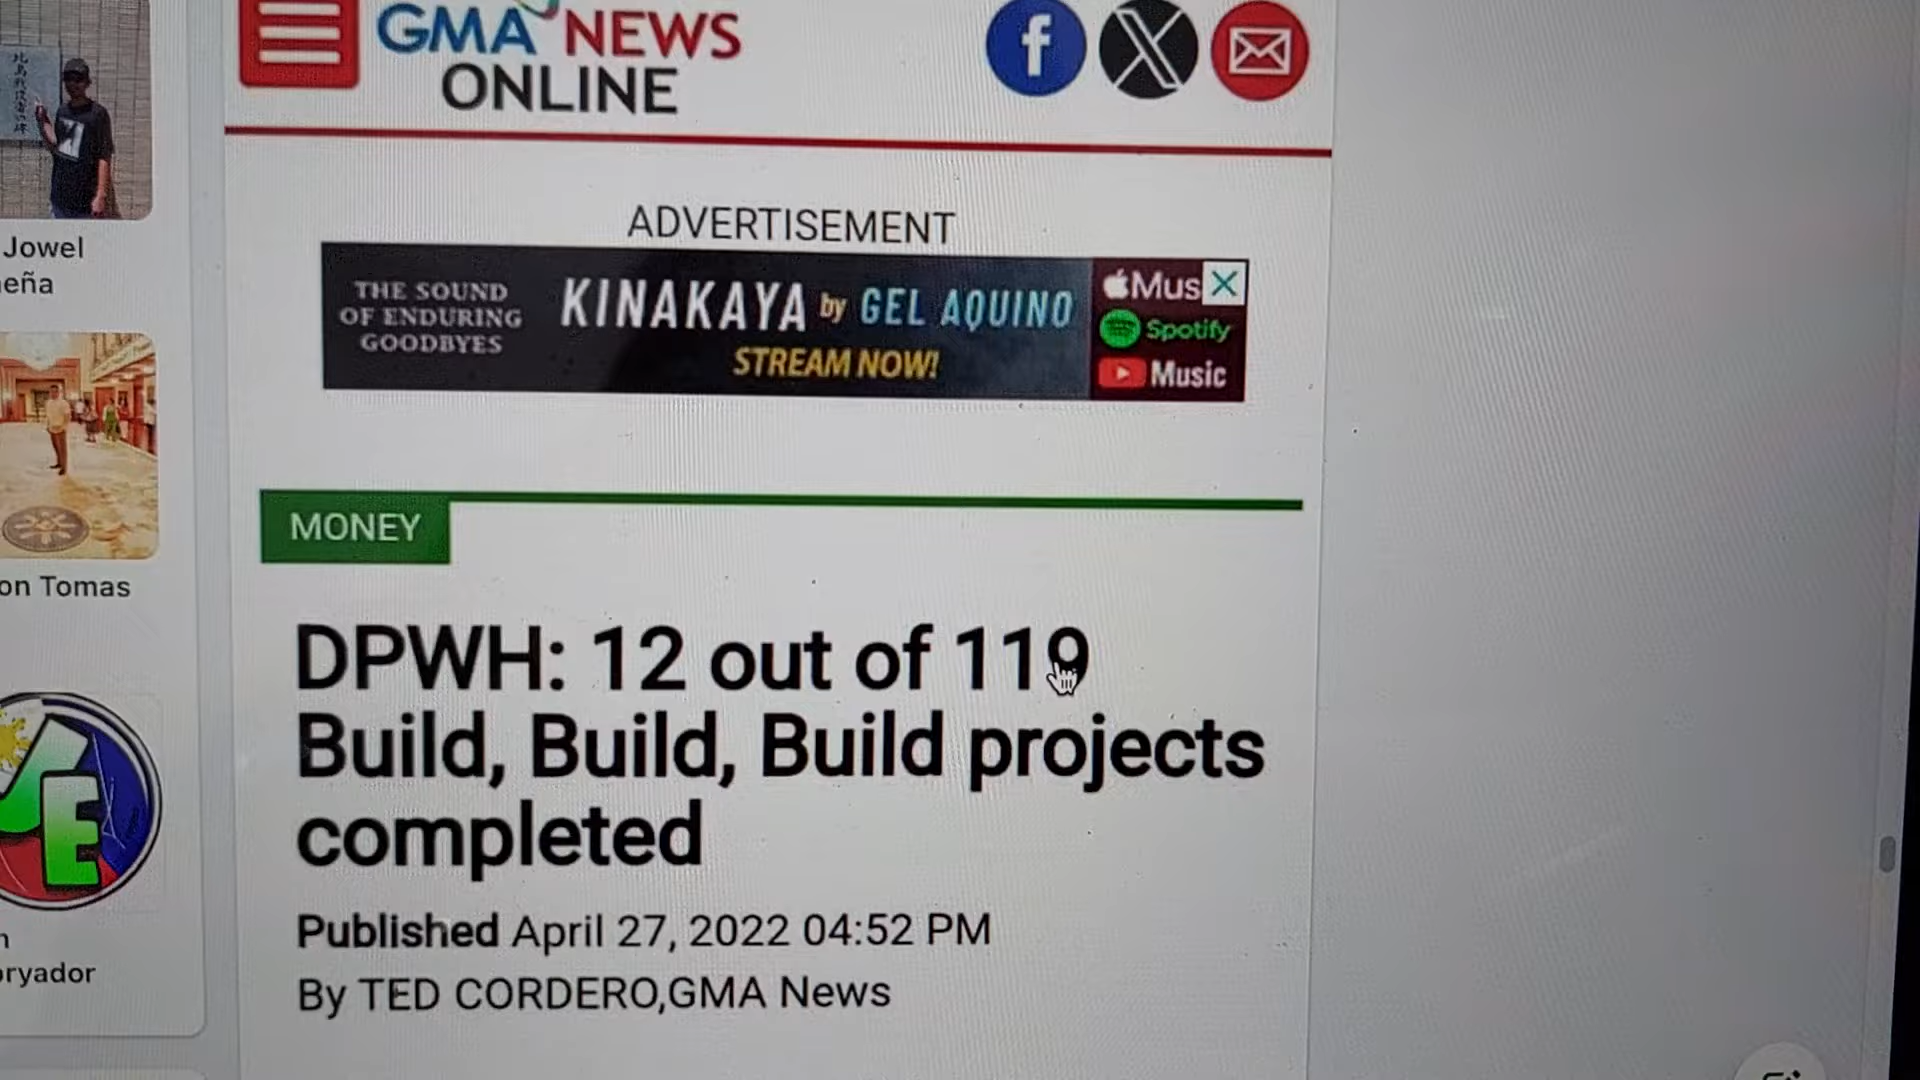 GMA NEWS
ONLINE
Jowel
eña
ADVERTISEMENT
THE SOUND
OF ENDURING
GOODBYES
KINAKAYA by GEL AQUINO
STREAM NOW!
Mus
Spotify
Music
MONEY
on Tomas
DPWH: 12 out of 119
Build, Build, Build projects
completed
Published April 27, 2022 04:52 PM
By TED CORDERO,GMA News
oryador